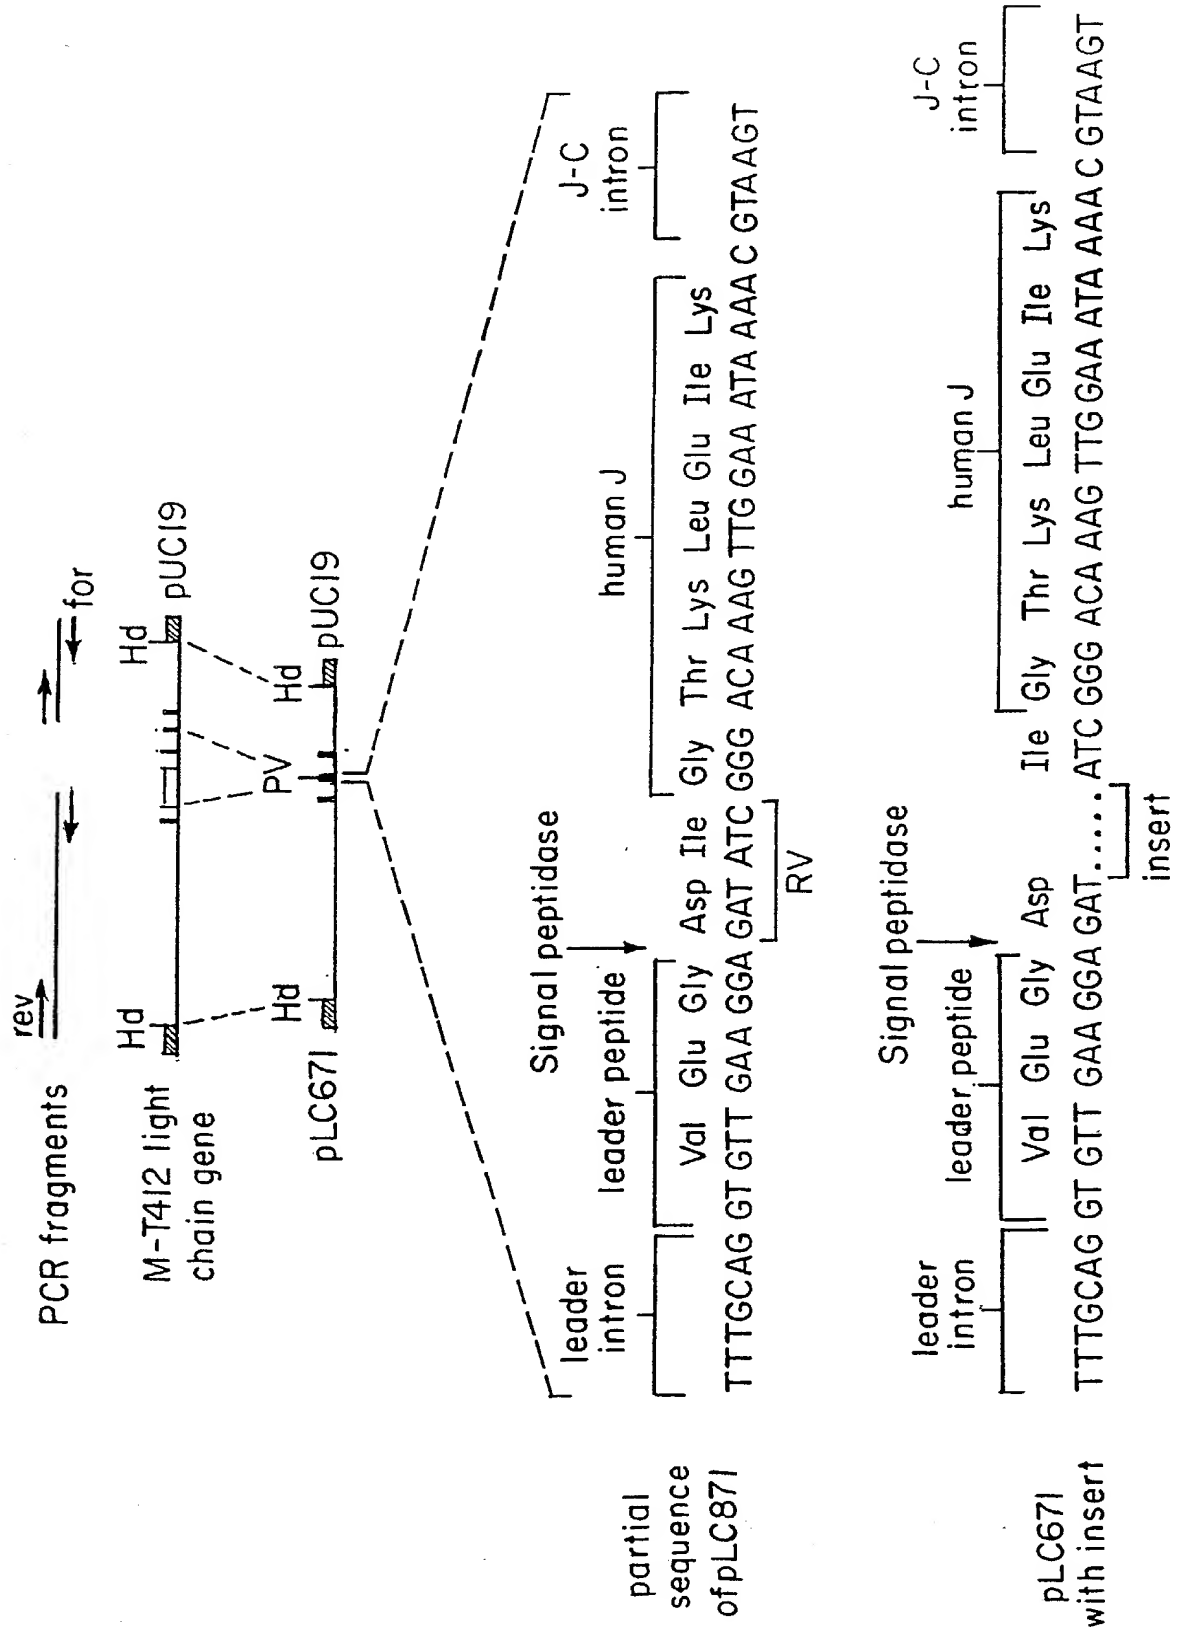 PCR fragments
rev
for
M-T412 light
chain gene
Hd
Hd
pUC19
pLC671
Hd
PV
Hd
pUC19
partial
sequence
of pLC871
leader
intron
leader peptide
Signal peptidase
human J
J-C
intron
Val Glu Gly Asp Ile Gly Thr Lys Leu Glu Ile Lys
TTTGCAG GT GTT GAA GGA GAT ATC GGG ACA AAG TTG GAA ATA AAA C GTAAGT
RV
pLC671
with insert
leader
intron
leader peptide
Signal peptidase
human J
J-C
intron
Val Glu Gly Asp Ile Gly Thr Lys Leu Glu Ile Lys
TTTGCAG GT GTT GAA GGA GAT.....ATC GGG ACA AAG TTG GAA ATA AAA C GTAAGT
insert